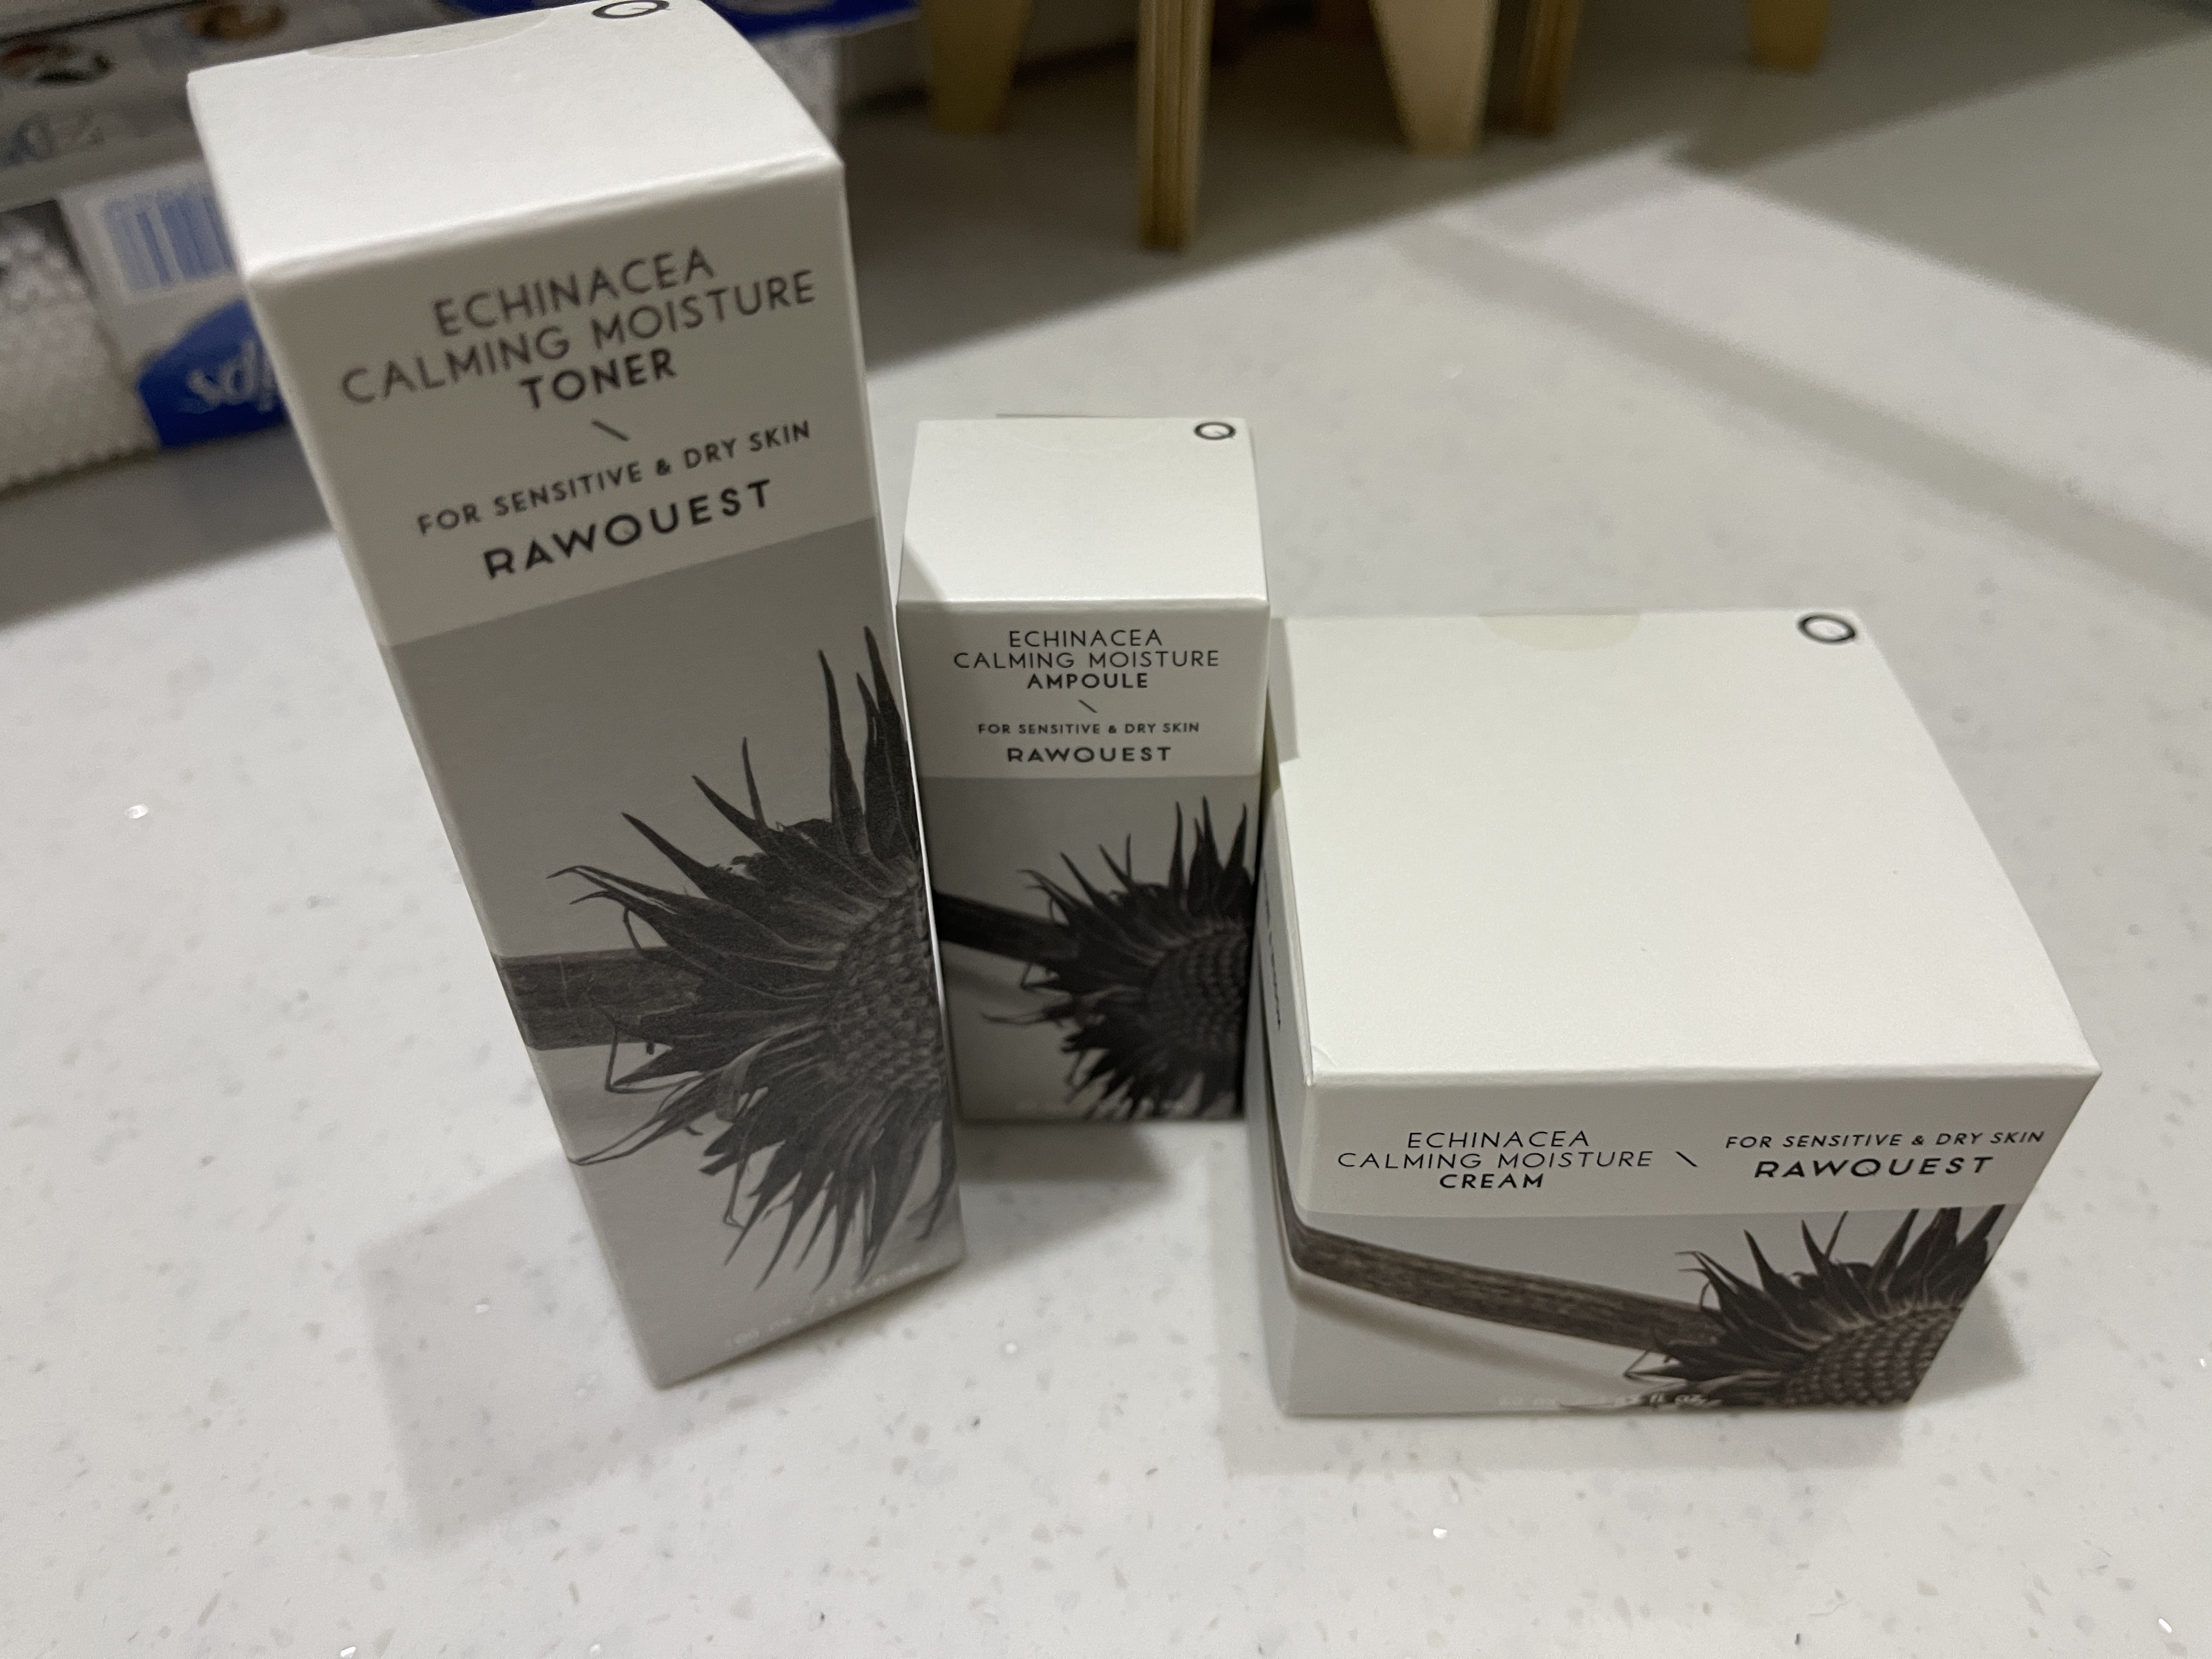 ECHINACEA
CALMING MOISTURE
TONER
\
FOR SENSITIVE & DRY SKIN
RAWQUEST
Q
ECHINACEA
CALMING MOISTURE
AMPOULE
\
FOR SENSITIVE & DRY SKIN
RAWQUEST
Q
ECHINACEA
CALMING MOISTURE \
CREAM
FOR SENSITIVE & DRY SKIN
RAWQUEST
Q